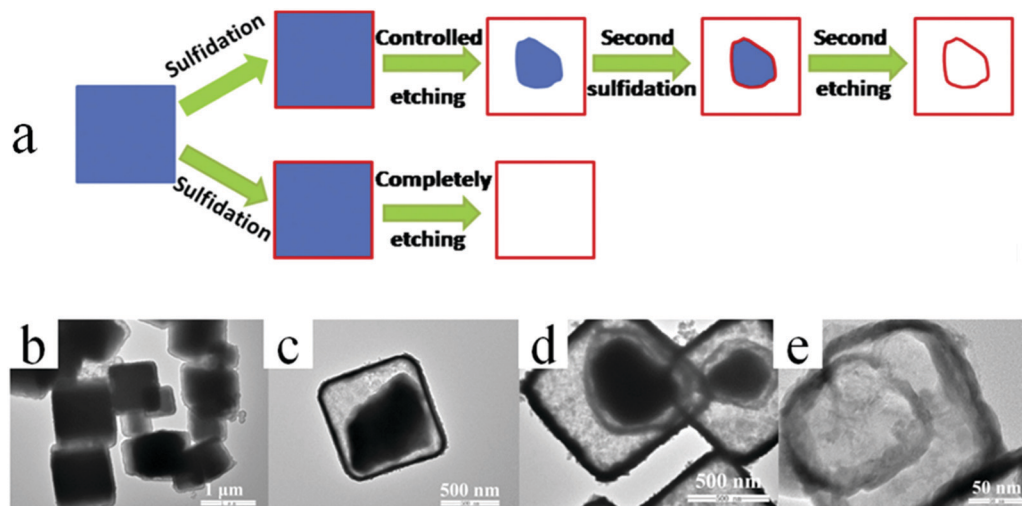 a
Sulfidation
Controlled
etching
Second
sulfidation
Second
etching
Sulfidation
Completely
etching
b
1 μm
c
500 nm
d
500 nm
e
50 nm